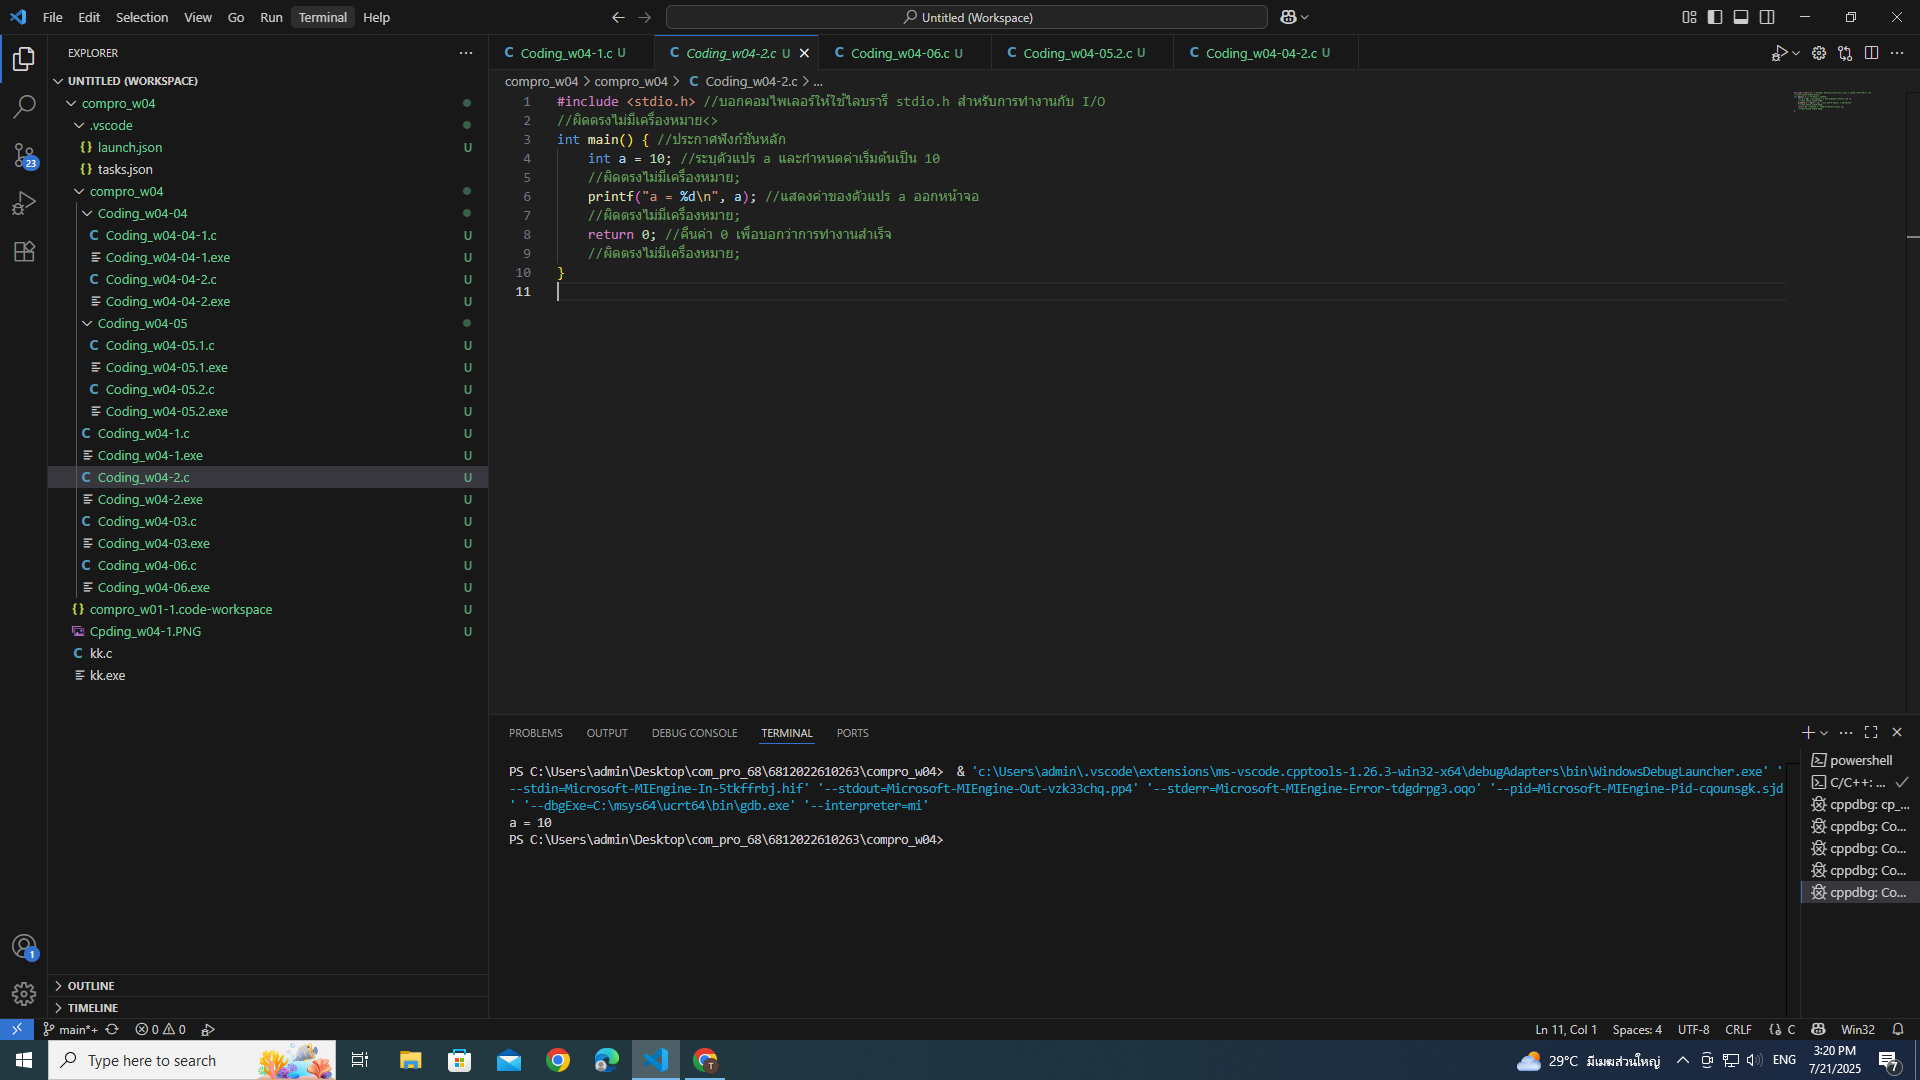 File Edit Selection View Go Run Terminal Help
Untitled (Workspace)
EXPLORER
UNTITLED (WORKSPACE)
compro_w04
.vscode
launch.json U
tasks.json
compro_w04
Coding_w04-04
Coding_w04-04-1.c U
Coding_w04-04-1.exe U
Coding_w04-04-2.c U
Coding_w04-04-2.exe U
Coding_w04-05
Coding_w04-05.1.c U
Coding_w04-05.1.exe U
Coding_w04-05.2.c U
Coding_w04-05.2.exe U
Coding_w04-1.c U
Coding_w04-1.exe U
Coding_w04-2.c U
Coding_w04-2.exe U
Coding_w04-03.c U
Coding_w04-03.exe U
Coding_w04-06.c U
Coding_w04-06.exe U
compro_w01-1.code-workspace U
Cpding_w04-1.PNG U
kk.c
kk.exe
OUTLINE
TIMELINE
23
1
Coding_w04-1.c U Coding_w04-2.c U Coding_w04-06.c U Coding_w04-05.2.c U Coding_w04-04-2.c U
compro_w04 > compro_w04 > C Coding_w04-2.c > ...
1 #include <stdio.h> //บอกคอมไพเลอร์ให้ใช้ไลบรารี stdio.h สำหรับการทำงานกับ I/O
2 //ผิดตรงไม่มีเครื่องหมาย<>
3 int main() { //ประกาศฟังก์ชันหลัก
4 int a = 10; //ระบุตัวแปร a และกำหนดค่าเริ่มต้นเป็น 10
5 //ผิดตรงไม่มีเครื่องหมาย;
6 printf("a = %d\n", a); //แสดงค่าของตัวแปร a ออกหน้าจอ
7 //ผิดตรงไม่มีเครื่องหมาย;
8 return 0; //คืนค่า 0 เพื่อบอกว่าการทำงานสำเร็จ
9 //ผิดตรงไม่มีเครื่องหมาย;
10 }
11
PROBLEMS OUTPUT DEBUG CONSOLE TERMINAL PORTS
PS C:\Users\admin\Desktop\com_pro_68\6812022610263\compro_w04> & 'c:\Users\admin\.vscode\extensions\ms-vscode.cpptools-1.26.3-win32-x64\debugAdapters\bin\WindowsDebugLauncher.exe' '
--stdin=Microsoft-MIEngine-In-5tkffrbj.hif' '--stdout=Microsoft-MIEngine-Out-vzk33chq.pp4' '--stderr=Microsoft-MIEngine-Error-tdgdrpg3.oqo' '--pid=Microsoft-MIEngine-Pid-cqounsgk.sjd
' '--dbgExe=C:\msys64\ucrt64\bin\gdb.exe' '--interpreter=mi'
a = 10
PS C:\Users\admin\Desktop\com_pro_68\6812022610263\compro_w04>
powershell
C/C++: ...
cppdbg: cp_...
cppdbg: Co...
cppdbg: Co...
cppdbg: Co...
cppdbg: Co...
main*+ 0 0 Ln 11, Col 1 Spaces: 4 UTF-8 CRLF {} C Win32
Type here to search
29°C มีเมฆส่วนใหญ่ ENG
3:20 PM
7/21/2025
7